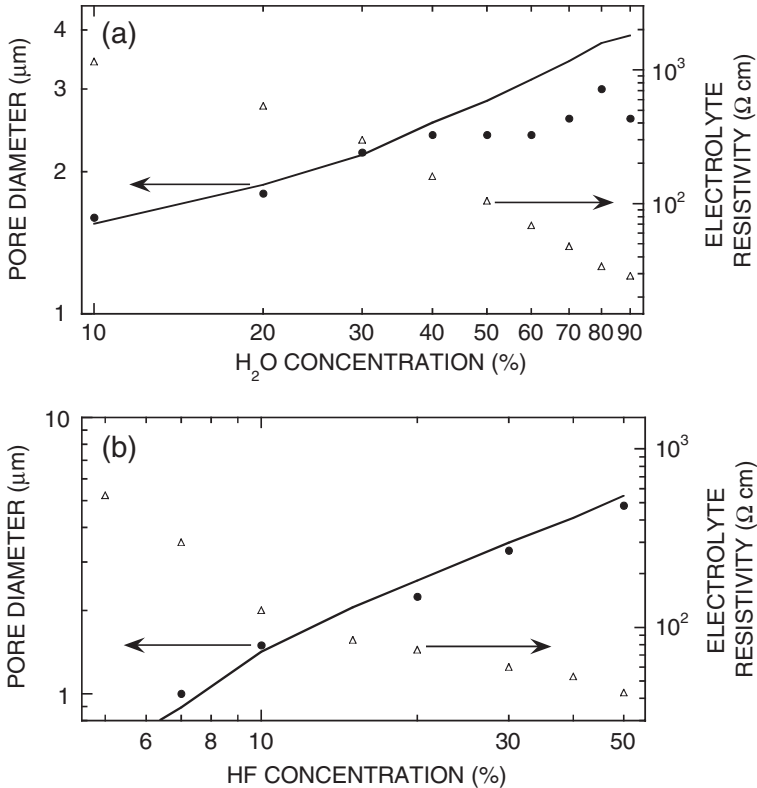 (a)
4
3
2
1
PORE DIAMETER (μm)
10³
10²
ELECTROLYTE
RESISTIVITY (Ω cm)
10 20 30 40 50 60 70 80 90
H₂O CONCENTRATION (%)
(b)
10
1
PORE DIAMETER (μm)
10³
10²
ELECTROLYTE
RESISTIVITY (Ω cm)
6 8 10 30 50
HF CONCENTRATION (%)